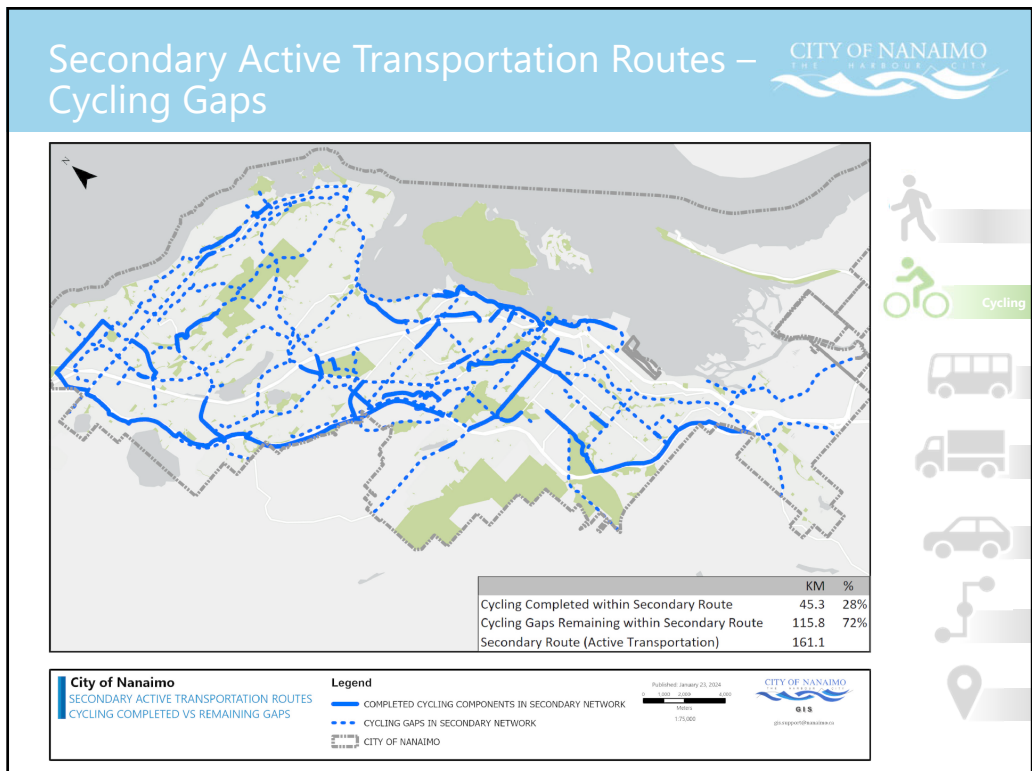 Secondary Active Transportation Routes –
Cycling Gaps
CITY OF NANAIMO
THE HARBOUR CITY
N
Cycling
KM %
Cycling Completed within Secondary Route 45.3 28%
Cycling Gaps Remaining within Secondary Route 115.8 72%
Secondary Route (Active Transportation) 161.1
City of Nanaimo
SECONDARY ACTIVE TRANSPORTATION ROUTES
CYCLING COMPLETED VS REMAINING GAPS
Legend
COMPLETED CYCLING COMPONENTS IN SECONDARY NETWORK
CYCLING GAPS IN SECONDARY NETWORK
CITY OF NANAIMO
Published: January 23, 2024
0 1,000 2,000 4,000
Meters
1:75,000
CITY OF NANAIMO
GIS
gis.support@nanaimo.ca